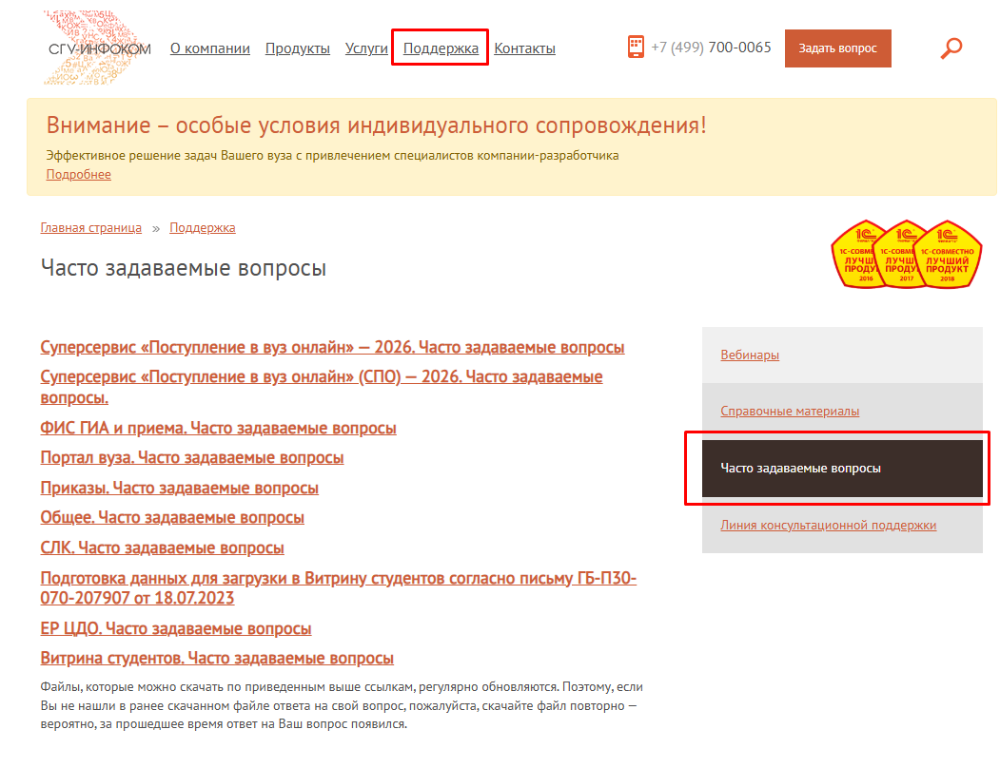 СГУ-ИНФОКОМ
О компании Продукты Услуги Поддержка Контакты
+7 (499) 700-0065
Задать вопрос
Внимание – особые условия индивидуального сопровождения!
Эффективное решение задач Вашего вуза с привлечением специалистов компании-разработчика
Подробнее
Главная страница » Поддержка
Часто задаваемые вопросы
1С 1С 1С
1С-СОВМЕ 1С-СОВМЕ 1С-СОВМЕСТНО
ЛУЧШ ЛУЧШ ЛУЧШИЙ
ПРОДУ ПРОДУ ПРОДУКТ
2016 2017 2018
Суперсервис «Поступление в вуз онлайн» — 2026. Часто задаваемые вопросы
Суперсервис «Поступление в вуз онлайн» (СПО) — 2026. Часто задаваемые
вопросы.
ФИС ГИА и приема. Часто задаваемые вопросы
Портал вуза. Часто задаваемые вопросы
Приказы. Часто задаваемые вопросы
Общее. Часто задаваемые вопросы
СЛК. Часто задаваемые вопросы
Подготовка данных для загрузки в Витрину студентов согласно письму ГБ-П30-
070-207907 от 18.07.2023
ЕР ЦДО. Часто задаваемые вопросы
Витрина студентов. Часто задаваемые вопросы
Файлы, которые можно скачать по приведенным выше ссылкам, регулярно обновляются. Поэтому, если
Вы не нашли в ранее скачанном файле ответа на свой вопрос, пожалуйста, скачайте файл повторно —
вероятно, за прошедшее время ответ на Ваш вопрос появился.
Вебинары
Справочные материалы
Часто задаваемые вопросы
Линия консультационной поддержки